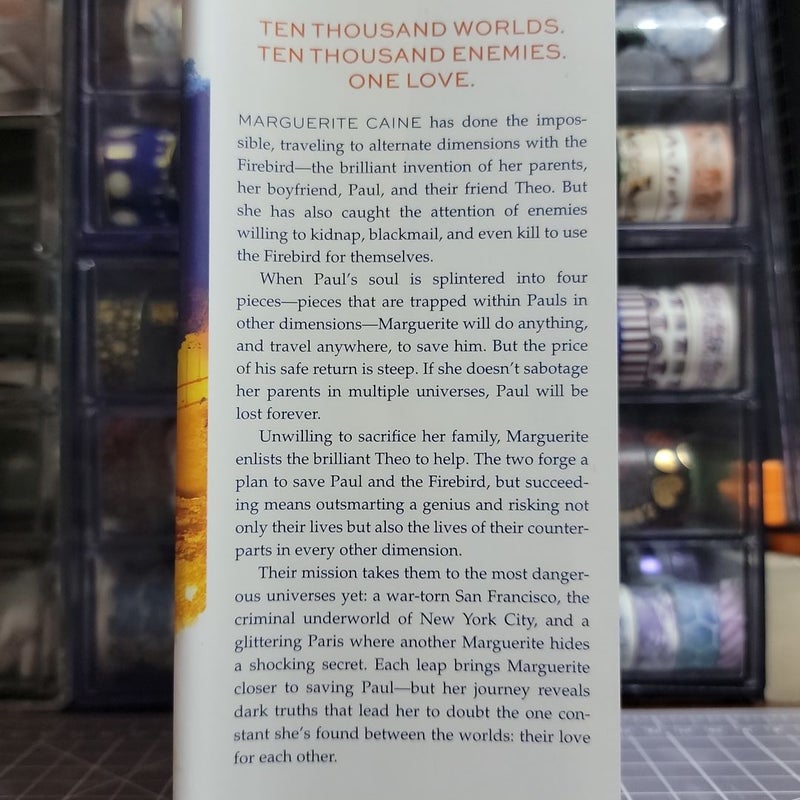 TEN THOUSAND WORLDS.
TEN THOUSAND ENEMIES.
ONE LOVE.
MARGUERITE CAINE has done the impos-
sible, traveling to alternate dimensions with the
Firebird—the brilliant invention of her parents,
her boyfriend, Paul, and their friend Theo. But
she has also caught the attention of enemies
willing to kidnap, blackmail, and even kill to use
the Firebird for themselves.
When Paul's soul is splintered into four
pieces—pieces that are trapped within Pauls in
other dimensions—Marguerite will do anything,
and travel anywhere, to save him. But the price
of his safe return is steep. If she doesn't sabotage
her parents in multiple universes, Paul will be
lost forever.
Unwilling to sacrifice her family, Marguerite
enlists the brilliant Theo to help. The two forge a
plan to save Paul and the Firebird, but succeed-
ing means outsmarting a genius and risking not
only their lives but also the lives of their counter-
parts in every other dimension.
Their mission takes them to the most danger-
ous universes yet: a war-torn San Francisco, the
criminal underworld of New York City, and a
glittering Paris where another Marguerite hides
a shocking secret. Each leap brings Marguerite
closer to saving Paul—but her journey reveals
dark truths that lead her to doubt the one con-
stant she's found between the worlds: their love
for each other.